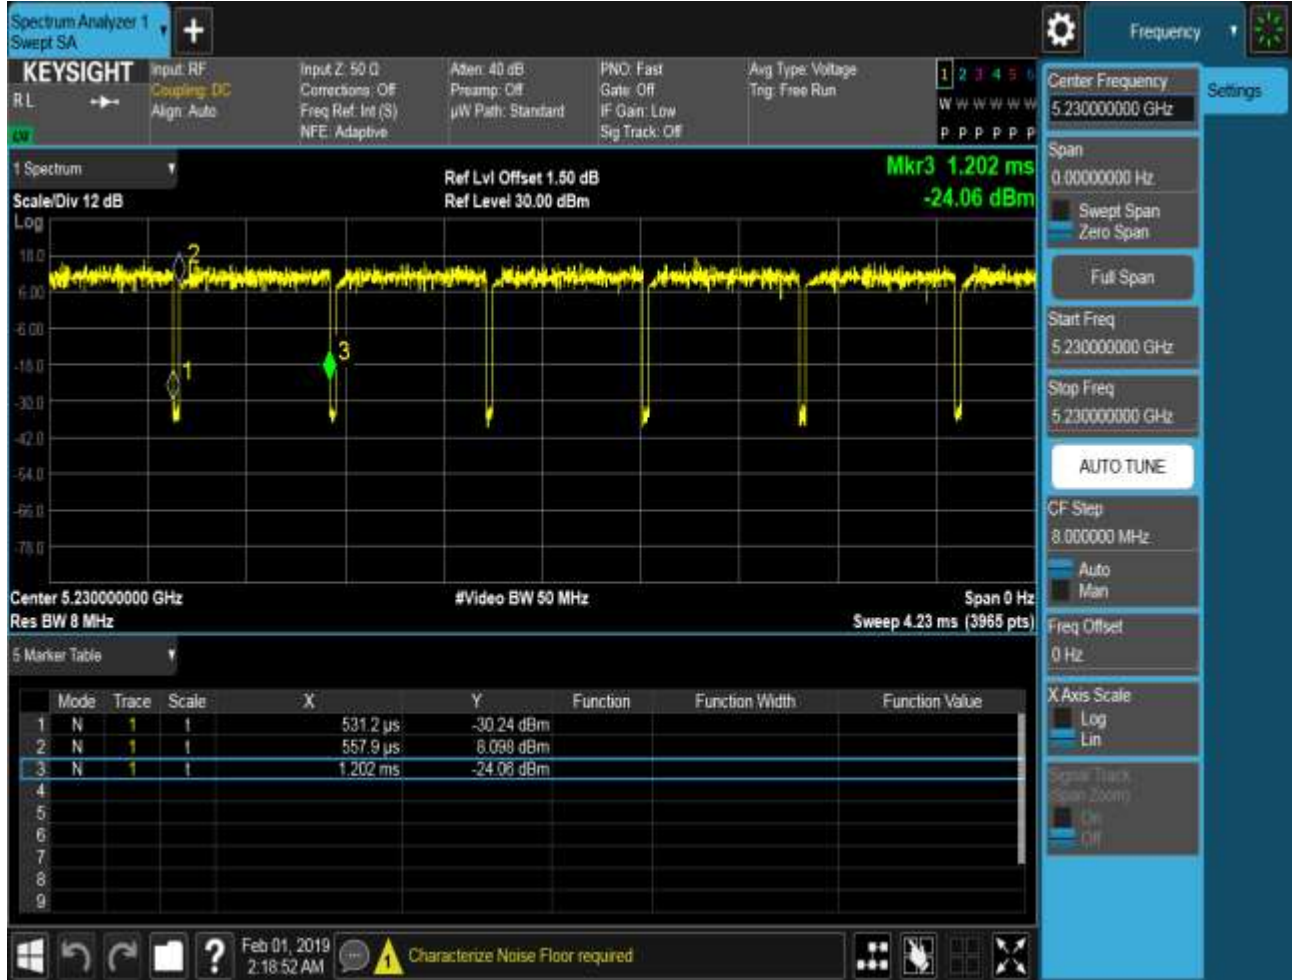 Spectrum Analyzer 1
Swept SA
Frequency
KEYSIGHT
RL
Input: RF
Coupling: DC
Align: Auto
Input Z: 50 Ω
Corrections: Off
Freq Ref: Int (S)
NFE: Adaptive
Atten: 40 dB
Preamp: Off
µW Path: Standard
PNO: Fast
Gate: Off
IF Gain: Low
Sig Track: Off
Avg Type: Voltage
Trig: Free Run
1 2 3 4 5 6
W W W W W W
P P P P P P
Center Frequency
5.230000000 GHz
Settings
Span
0.00000000 Hz
Swept Span
Zero Span
Full Span
Start Freq
5.230000000 GHz
Stop Freq
5.230000000 GHz
AUTO TUNE
CF Step
8.000000 MHz
Auto
Man
Freq Offset
0 Hz
X Axis Scale
Log
Lin
Signal Track
(Span Zoom)
On
Off
1 Spectrum
Scale/Div 12 dB
Ref Lvl Offset 1.50 dB
Ref Level 30.00 dBm
Mkr3 1.202 ms
-24.06 dBm
Log
18.0
6.00
-6.00
-18.0
-30.0
-42.0
-54.0
-66.0
-78.0
2
1
3
Center 5.230000000 GHz
Res BW 8 MHz
#Video BW 50 MHz
Span 0 Hz
Sweep 4.23 ms (3965 pts)
5 Marker Table
Mode Trace Scale X Y Function Function Width Function Value
1 N 1 t 531.2 µs -30.24 dBm
2 N 1 t 557.9 µs 8.098 dBm
3 N 1 t 1.202 ms -24.06 dBm
4
5
6
7
8
9
Feb 01, 2019
2:18:52 AM
1
Characterize Noise Floor required